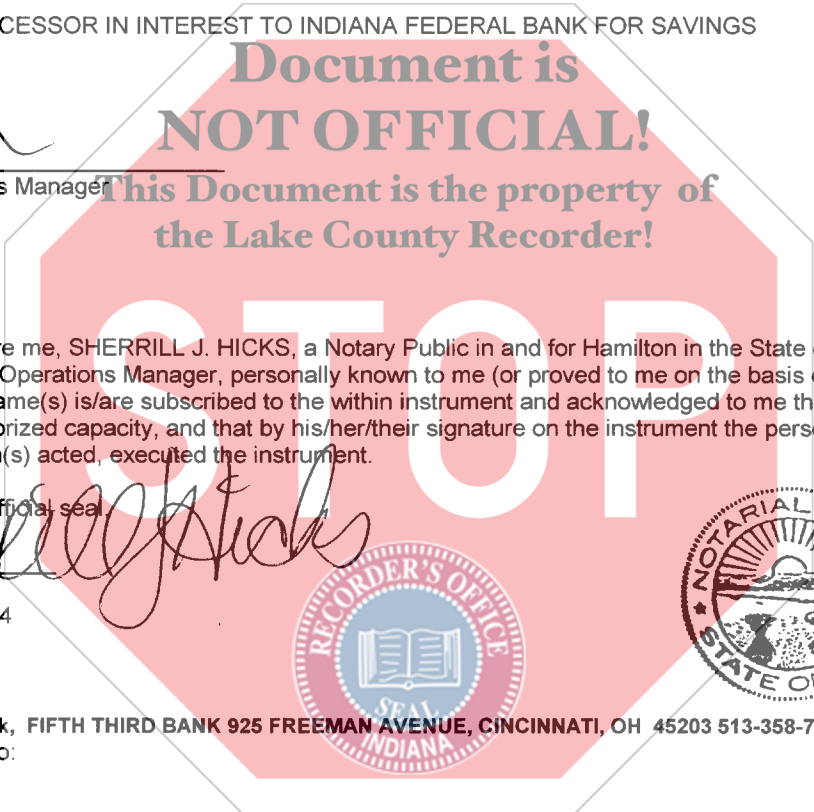 CESSOR IN INTEREST TO INDIANA FEDERAL BANK FOR SAVINGS
Document is
NOT OFFICIAL!
s Manager
This Document is the property of
the Lake County Recorder!
STOP
e me, SHERRILL J. HICKS, a Notary Public in and for Hamilton in the State
Operations Manager, personally known to me (or proved to me on the basis
ame(s) is/are subscribed to the within instrument and acknowledged to me th
rized capacity, and that by his/her/their signature on the instrument the pers
(s) acted, executed the instrument.
fficial seal.
rill J Hicks
NOTARIAL
STATE O
4
RECORDER'S OFFICE
SEAL
INDIANA
k, FIFTH THIRD BANK 925 FREEMAN AVENUE, CINCINNATI, OH 45203 513-358-7
o: